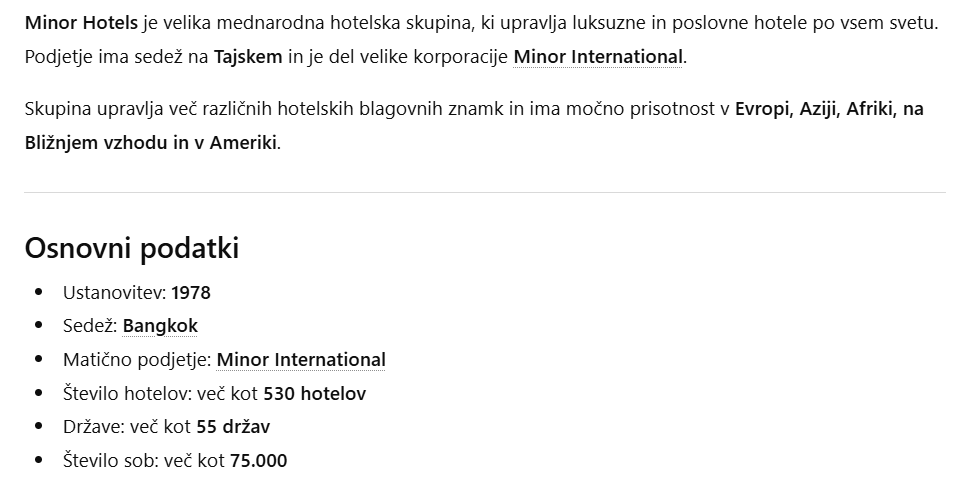 Minor Hotels je velika mednarodna hotelska skupina, ki upravlja luksuzne in poslovne hotele po vsem svetu.
Podjetje ima sedež na Tajskem in je del velike korporacije Minor International.
Skupina upravlja več različnih hotelskih blagovnih znamk in ima močno prisotnost v Evropi, Aziji, Afriki, na
Bližnjem vzhodu in v Ameriki.
Osnovni podatki
• Ustanovitev: 1978
• Sedež: Bangkok
• Matično podjetje: Minor International
• Število hotelov: več kot 530 hotelov
• Države: več kot 55 držav
• Število sob: več kot 75.000